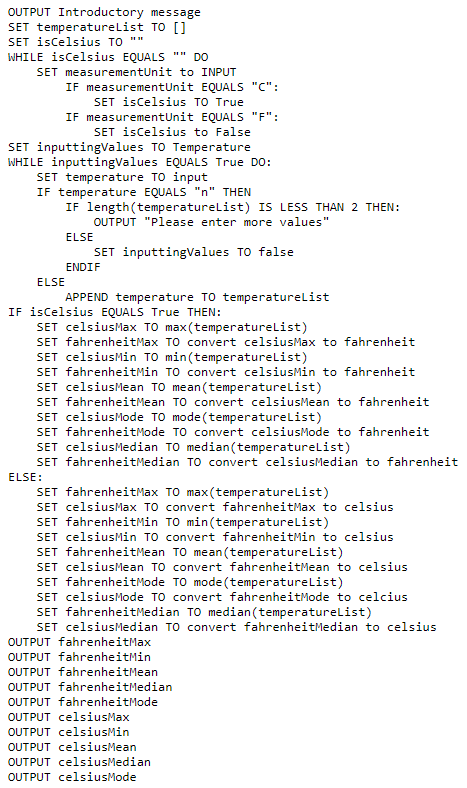 OUTPUT Introductory message
SET temperatureList TO []
SET isCelsius TO ""
WHILE isCelsius EQUALS "" DO
    SET measurementUnit to INPUT
        IF measurementUnit EQUALS "C":
            SET isCelsius TO True
        IF measurementUnit EQUALS "F":
            SET isCelsius to False
SET inputtingValues TO Temperature
WHILE inputtingValues EQUALS True DO:
    SET temperature TO input
    IF temperature EQUALS "n" THEN
        IF length(temperatureList) IS LESS THAN 2 THEN:
            OUTPUT "Please enter more values"
        ELSE
            SET inputtingValues TO false
        ENDIF
    ELSE
        APPEND temperature TO temperatureList
IF isCelsius EQUALS True THEN:
    SET celsiusMax TO max(temperatureList)
    SET fahrenheitMax TO convert celsiusMax to fahrenheit
    SET celsiusMin TO min(temperatureList)
    SET fahrenheitMin TO convert celsiusMin to fahrenheit
    SET celsiusMean TO mean(temperatureList)
    SET fahrenheitMean TO convert celsiusMean to fahrenheit
    SET celsiusMode TO mode(temperatureList)
    SET fahrenheitMode TO convert celsiusMode to fahrenheit
    SET celsiusMedian TO median(temperatureList)
    SET fahrenheitMedian TO convert celsiusMedian to fahrenheit
ELSE:
    SET fahrenheitMax TO max(temperatureList)
    SET celsiusMax TO convert fahrenheitMax to celsius
    SET fahrenheitMin TO min(temperatureList)
    SET celsiusMin TO convert fahrenheitMin to celsius
    SET fahrenheitMean TO mean(temperatureList)
    SET celsiusMean TO convert fahrenheitMean to celsius
    SET fahrenheitMode TO mode(temperatureList)
    SET celsiusMode TO convert fahrenheitMode to celcius
    SET fahrenheitMedian TO median(temperatureList)
    SET celsiusMedian TO convert fahrenheitMedian to celsius
OUTPUT fahrenheitMax
OUTPUT fahrenheitMin
OUTPUT fahrenheitMean
OUTPUT fahrenheitMedian
OUTPUT fahrenheitMode
OUTPUT celsiusMax
OUTPUT celsiusMin
OUTPUT celsiusMean
OUTPUT celsiusMedian
OUTPUT celsiusMode